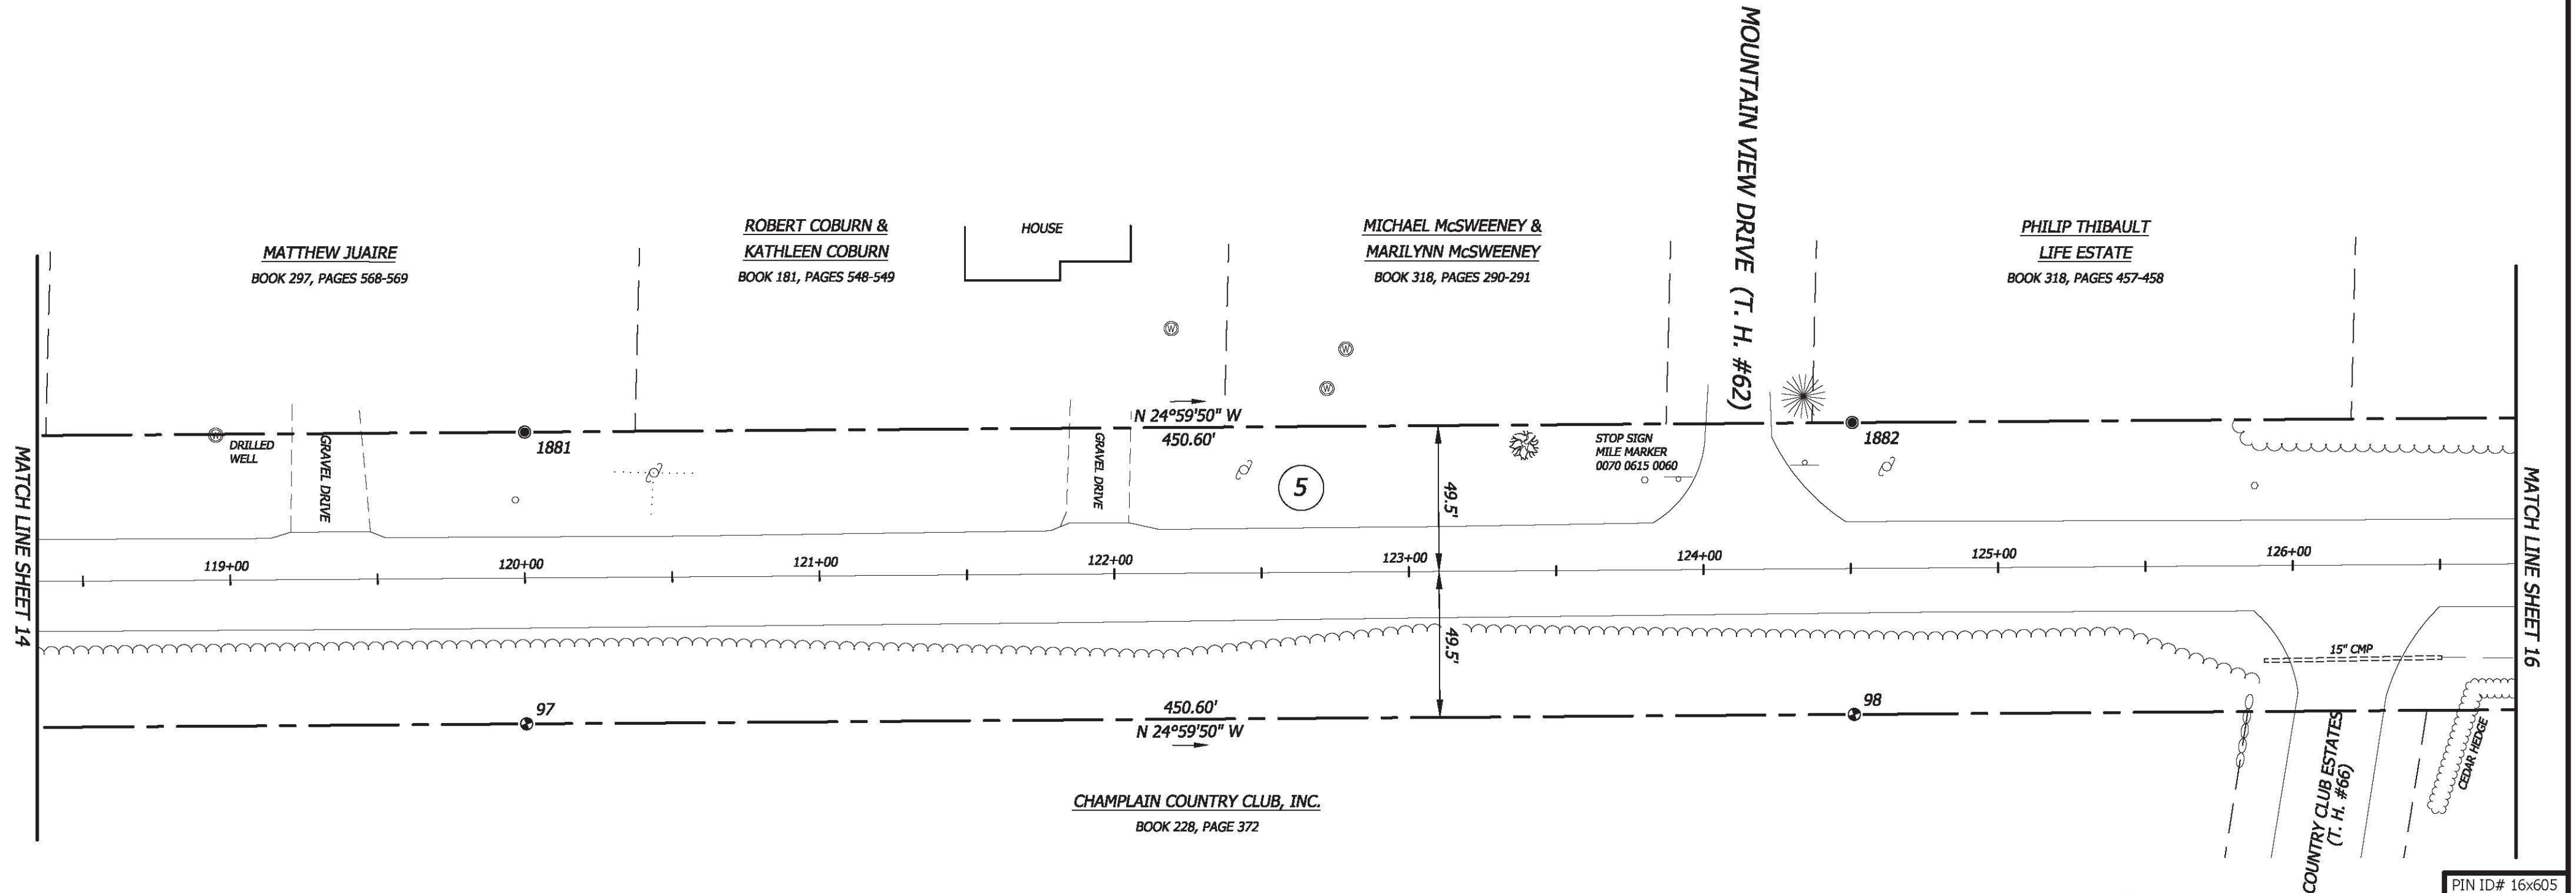 MOUNTAIN VIEW DRIVE (T. H. #62)
MATTHEW JUAIRE
BOOK 297, PAGES 568-569
ROBERT COBURN &
KATHLEEN COBURN
BOOK 181, PAGES 548-549
HOUSE
MICHAEL McSWEENEY &
MARILYNN McSWEENEY
BOOK 318, PAGES 290-291
PHILIP THIBAULT
LIFE ESTATE
BOOK 318, PAGES 457-458
W
W
W
W
DRILLED
WELL
GRAVEL DRIVE
1881
GRAVEL DRIVE
N 24°59'50" W
450.60'
5
49.5'
STOP SIGN
MILE MARKER
0070 0615 0060
1882
MATCH LINE SHEET 14
MATCH LINE SHEET 16
119+00
120+00
121+00
122+00
123+00
124+00
125+00
126+00
49.5'
15" CMP
97
450.60'
N 24°59'50" W
98
CHAMPLAIN COUNTRY CLUB, INC.
BOOK 228, PAGE 372
COUNTRY CLUB ESTATES
(T. H. #66)
CEDAR HEDGE
PIN ID# 16x605